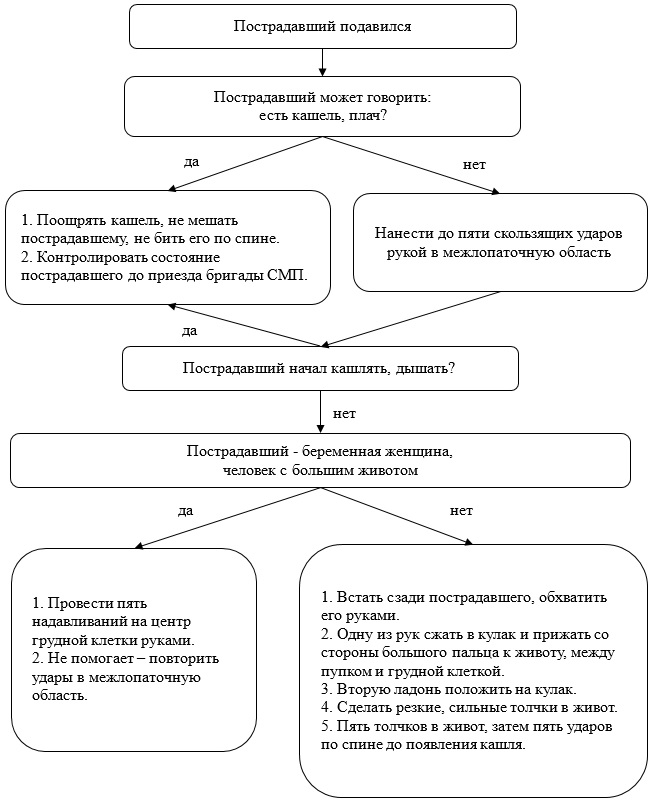 Пострадавший подавился
Пострадавший может говорить:
есть кашель, плач?
да
нет
1. Поощрять кашель, не мешать
пострадавшему, не бить его по спине.
2. Контролировать состояние
пострадавшего до приезда бригады СМП.
Нанести до пяти скользящих ударов
рукой в межлопаточную область
да
Пострадавший начал кашлять, дышать?
нет
Пострадавший - беременная женщина,
человек с большим животом
да
нет
1. Провести пять
надавливаний на центр
грудной клетки руками.
2. Не помогает – повторить
удары в межлопаточную
область.
1. Встать сзади пострадавшего, обхватить
его руками.
2. Одну из рук сжать в кулак и прижать со
стороны большого пальца к животу, между
пупком и грудной клеткой.
3. Вторую ладонь положить на кулак.
4. Сделать резкие, сильные толчки в живот.
5. Пять толчков в живот, затем пять ударов
по спине до появления кашля.